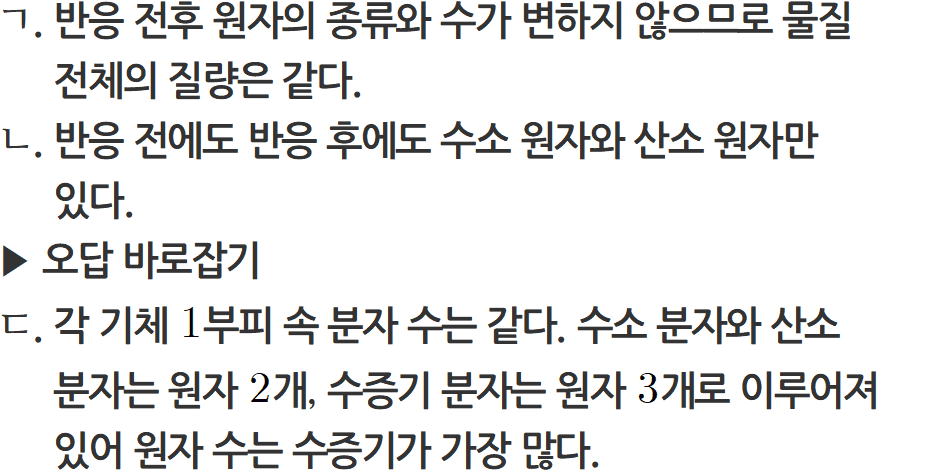 ㄱ. 반응 전후 원자의 종류와 수가 변하지 않으므로 물질
전체의 질량은 같다.
ㄴ. 반응 전에도 반응 후에도 수소 원자와 산소 원자만
있다.
▶ 오답 바로잡기
ㄷ. 각 기체 1부피 속 분자 수는 같다. 수소 분자와 산소
분자는 원자 2개, 수증기 분자는 원자 3개로 이루어져
있어 원자 수는 수증기가 가장 많다.